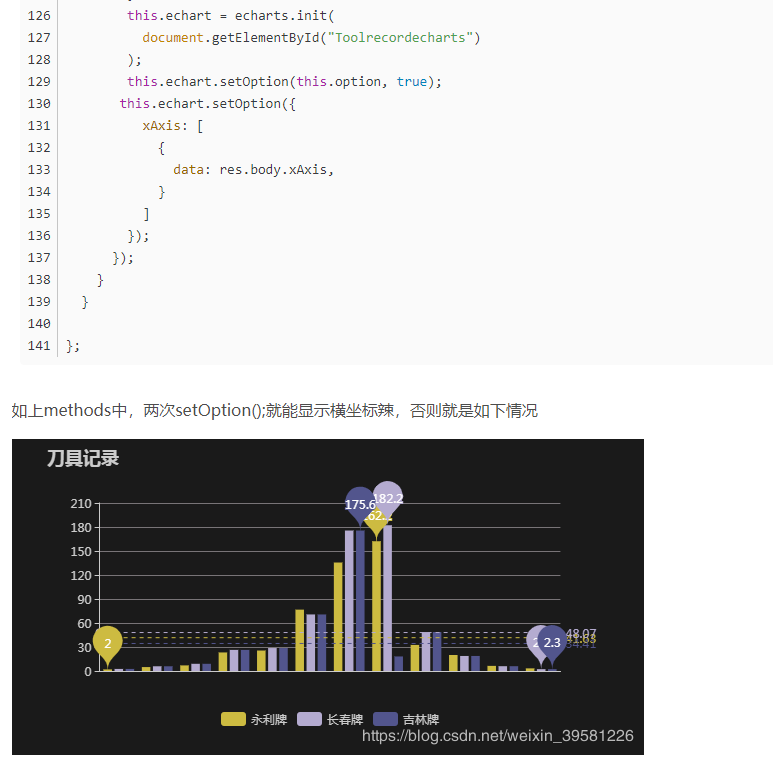 126 this.echart = echarts.init(
127 document.getElementById("Toolrecordecharts")
128 );
129 this.echart.setOption(this.option, true);
130 this.echart.setOption({
131 xAxis: [
132 {
133 data: res.body.xAxis,
134 }
135 ]
136 });
137 });
138 }
139 }
140
141 };
如上methods中，两次setOption();就能显示横坐标辣，否则就是如下情况
刀具记录
182.2
175.6
210
180
150
120
90
60
30
0
48.07
41.63
34.41
2
2.3
永利牌 长春牌 吉林牌
https://blog.csdn.net/weixin_39581226